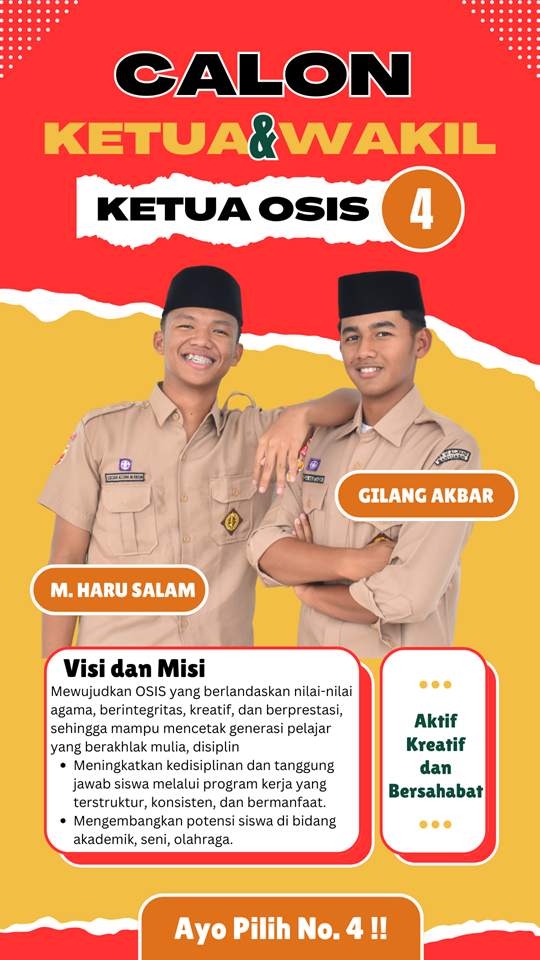 CALON
KETUA&WAKIL
KETUA OSIS 4
GILANG AKBAR
M. HARU SALAM
Visi dan Misi
Mewujudkan OSIS yang berlandaskan nilai-nilai
agama, berintegritas, kreatif, dan berprestasi,
sehingga mampu mencetak generasi pelajar
yang berakhlak mulia, disiplin
• Meningkatkan kedisiplinan dan tanggung
jawab siswa melalui program kerja yang
terstruktur, konsisten, dan bermanfaat.
• Mengembangkan potensi siswa di bidang
akademik, seni, olahraga.
Aktif
Kreatif
dan
Bersahabat
Ayo Pilih No. 4 !!